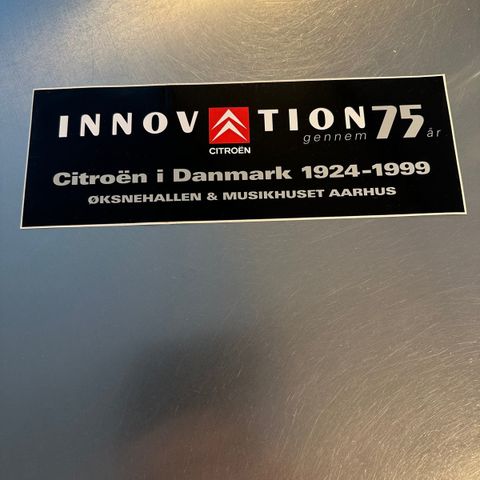 INNOV TION gennem 75 år
CITROËN
Citroën i Danmark 1924-1999
ØKSNEHALLEN & MUSIKHUSET AARHUS